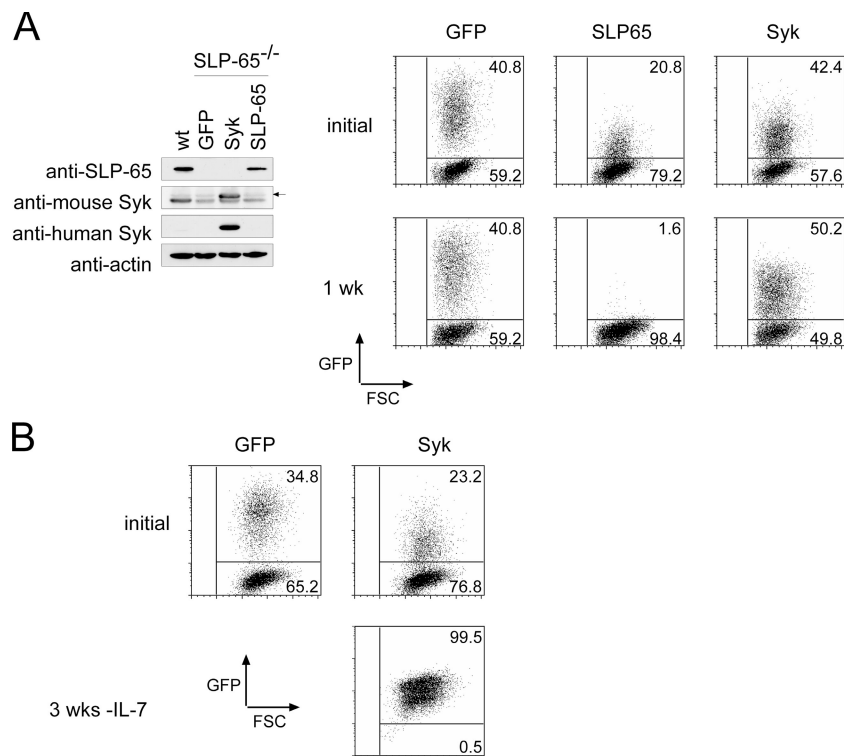 A
SLP-65-/-
wt GFP Syk SLP-65
anti-SLP-65
anti-mouse Syk
anti-human Syk
anti-actin
GFP SLP65 Syk
initial
40.8 20.8 42.4
59.2 79.2 57.6
1 wk
40.8 1.6 50.2
59.2 98.4 49.8
GFP
FSC
B
GFP Syk
initial
34.8 23.2
65.2 76.8
3 wks -IL-7
GFP
FSC
99.5
0.5